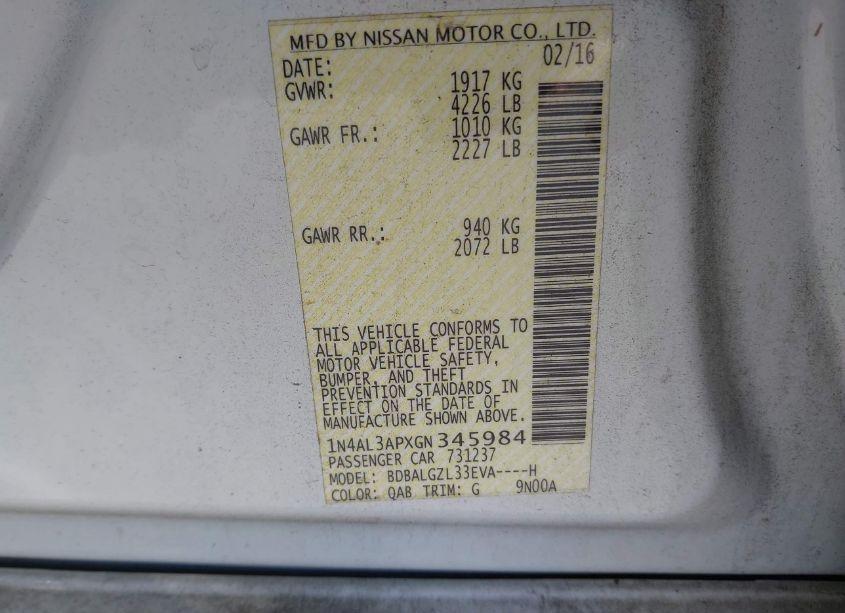 MFD BY NISSAN MOTOR CO., LTD.
DATE: 02/16
GVWR: 1917 KG
4226 LB
GAWR FR.: 1010 KG
2227 LB
GAWR RR.: 940 KG
2072 LB
THIS VEHICLE CONFORMS TO
ALL APPLICABLE FEDERAL
MOTOR VEHICLE SAFETY,
BUMPER, AND THEFT
PREVENTION STANDARDS IN
EFFECT ON THE DATE OF
MANUFACTURE SHOWN ABOVE.
1N4AL3APXGN345984
PASSENGER CAR 731237
MODEL: BDBALGZL33EVA----H
COLOR: QAB TRIM: G 9N00A